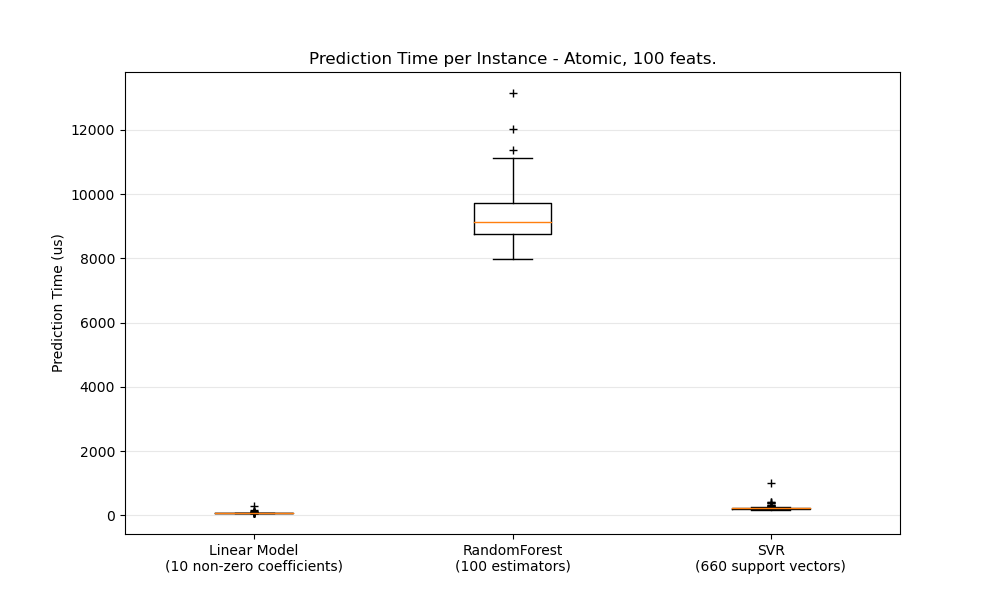 Prediction Time per Instance - Atomic, 100 feats.
Prediction Time (us)
12000
10000
8000
6000
4000
2000
0
Linear Model
(10 non-zero coefficients)
RandomForest
(100 estimators)
SVR
(660 support vectors)